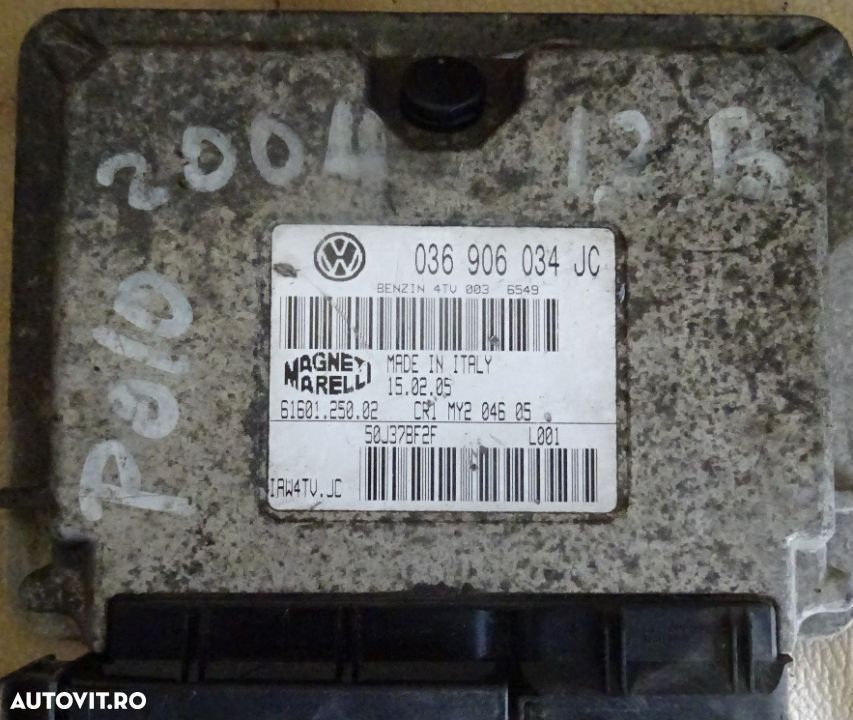 2004 1,2 B
Polo
036 906 034 JC
BENZIN 4TV 003 6549
MAGNETI
MARELLI
MADE IN ITALY
15.02.05
61601.250.02 CR1 MY2 046 05
50J37BF2F L001
IAW4TV.JC
AUTOVIT.RO